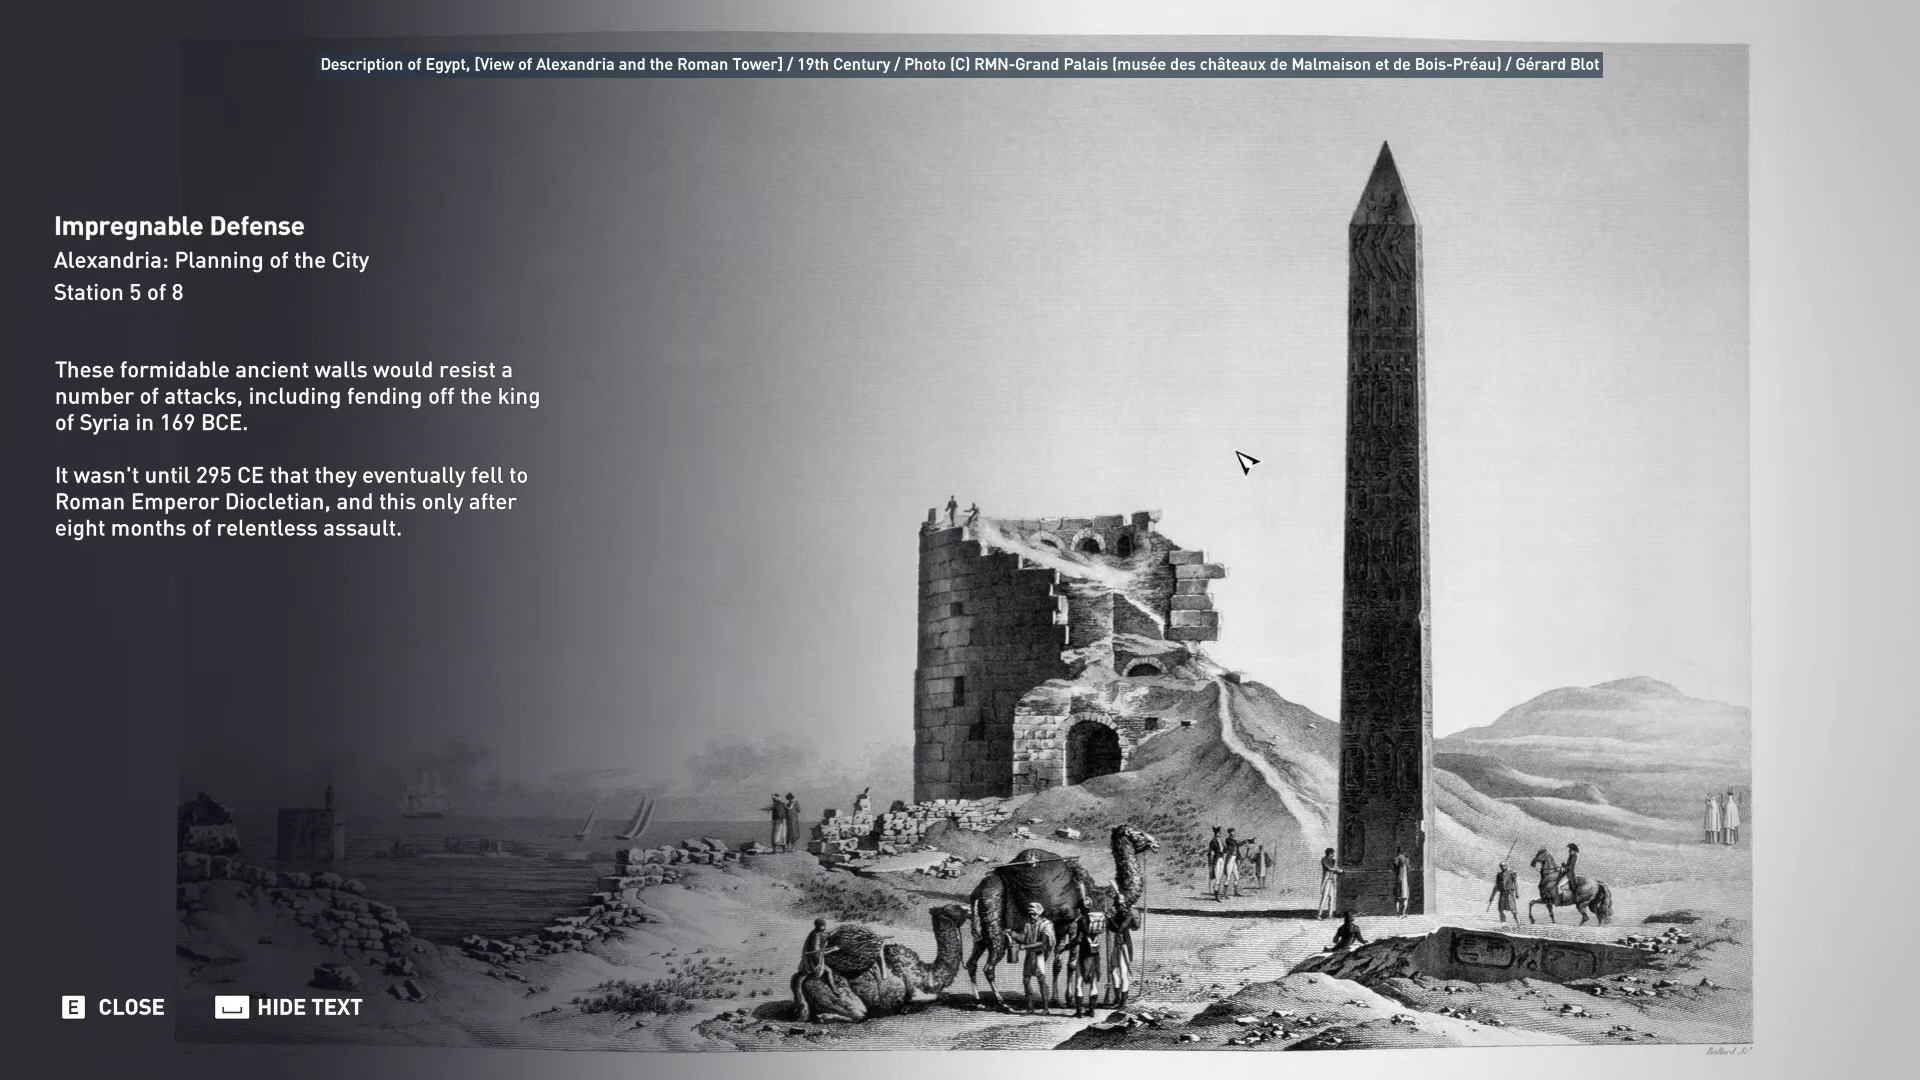 Description of Egypt, [View of Alexandria and the Roman Tower] / 19th Century / Photo (C) RMN-Grand Palais (musée des châteaux de Malmaison et de Bois-Préau) / Gérard Blot
Impregnable Defense
Alexandria: Planning of the City
Station 5 of 8
These formidable ancient walls would resist a
number of attacks, including fending off the king
of Syria in 169 BCE.
It wasn't until 295 CE that they eventually fell to
Roman Emperor Diocletian, and this only after
eight months of relentless assault.
E CLOSE
HIDE TEXT